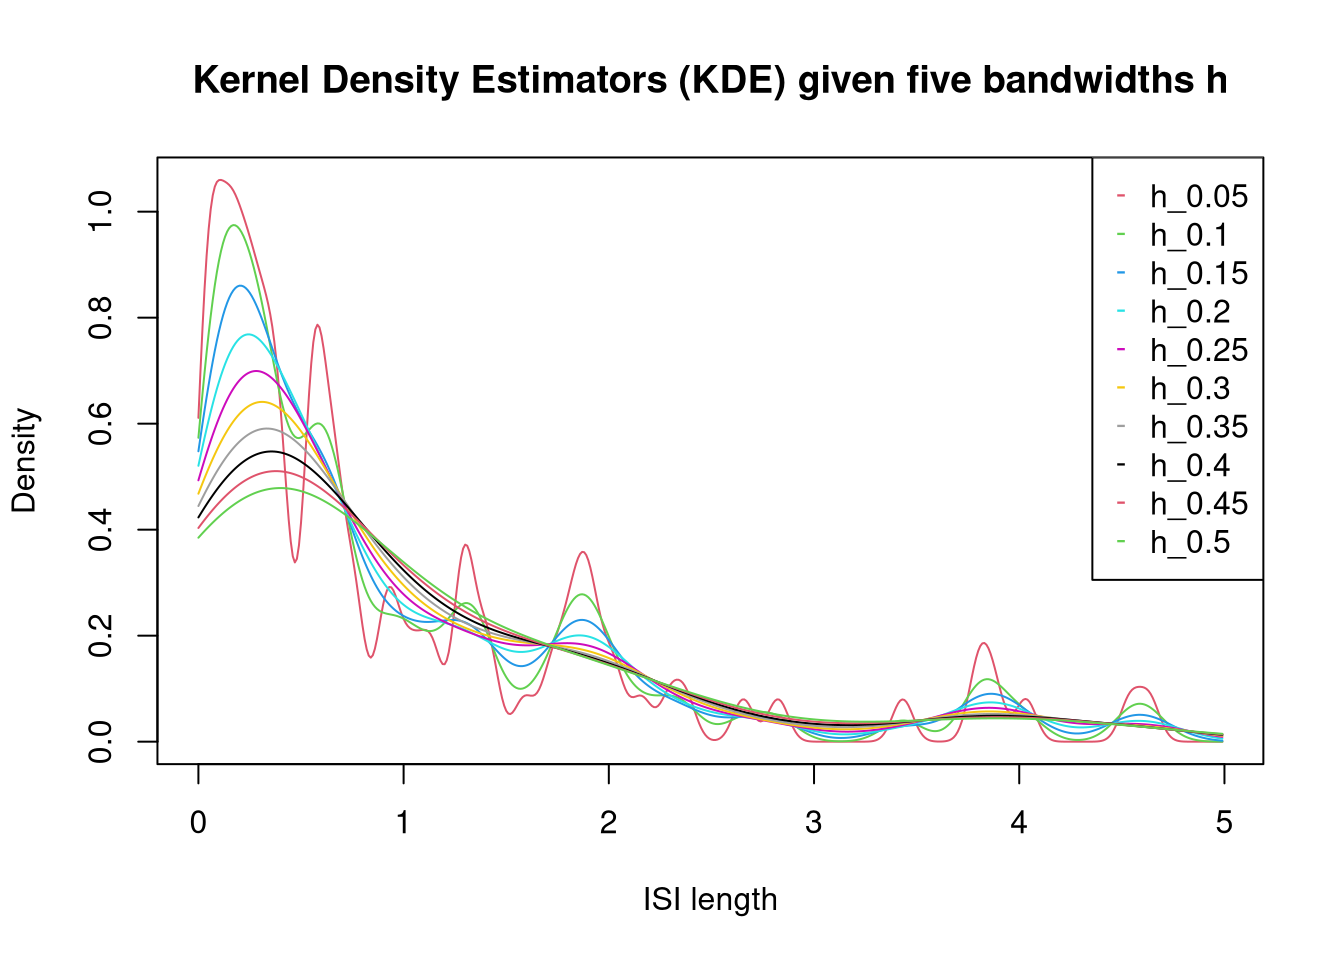 Kernel Density Estimators (KDE) given five bandwidths h
Density
1.0
0.8
0.6
0.4
0.2
0.0
h_0.05
h_0.1
h_0.15
h_0.2
h_0.25
h_0.3
h_0.35
h_0.4
h_0.45
h_0.5
0 1 2 3 4 5
ISI length